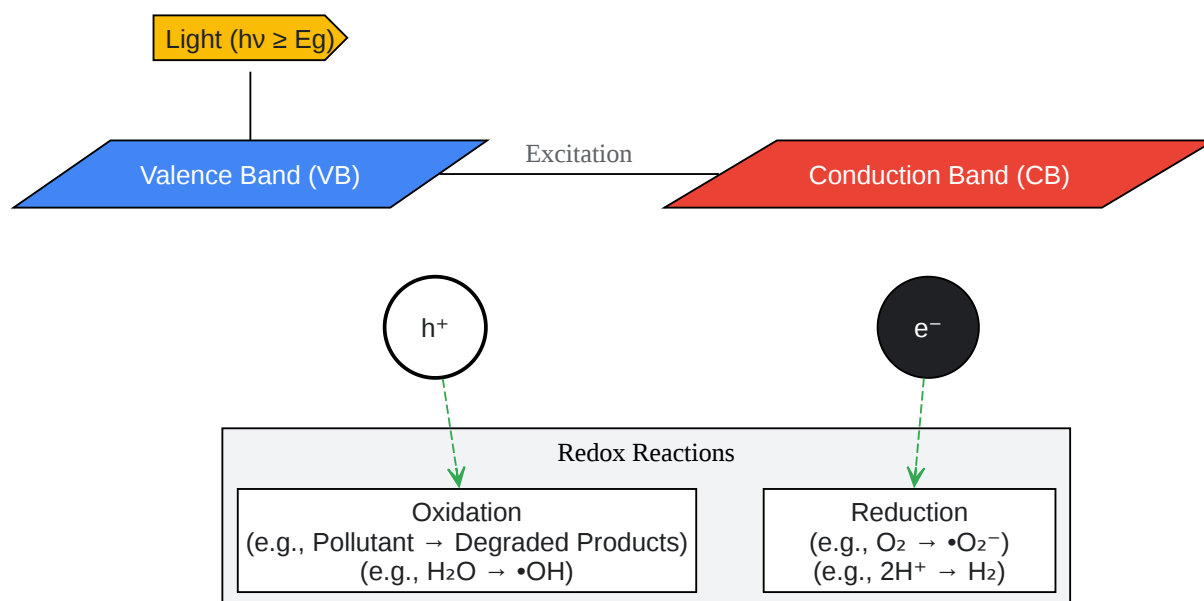 Light (hν ≥ Eg)
Valence Band (VB)
Excitation
Conduction Band (CB)
h⁺
e⁻
Redox Reactions
Oxidation
(e.g., Pollutant → Degraded Products)
(e.g., H₂O → •OH)
Reduction
(e.g., O₂ → •O₂⁻)
(e.g., 2H⁺ → H₂)